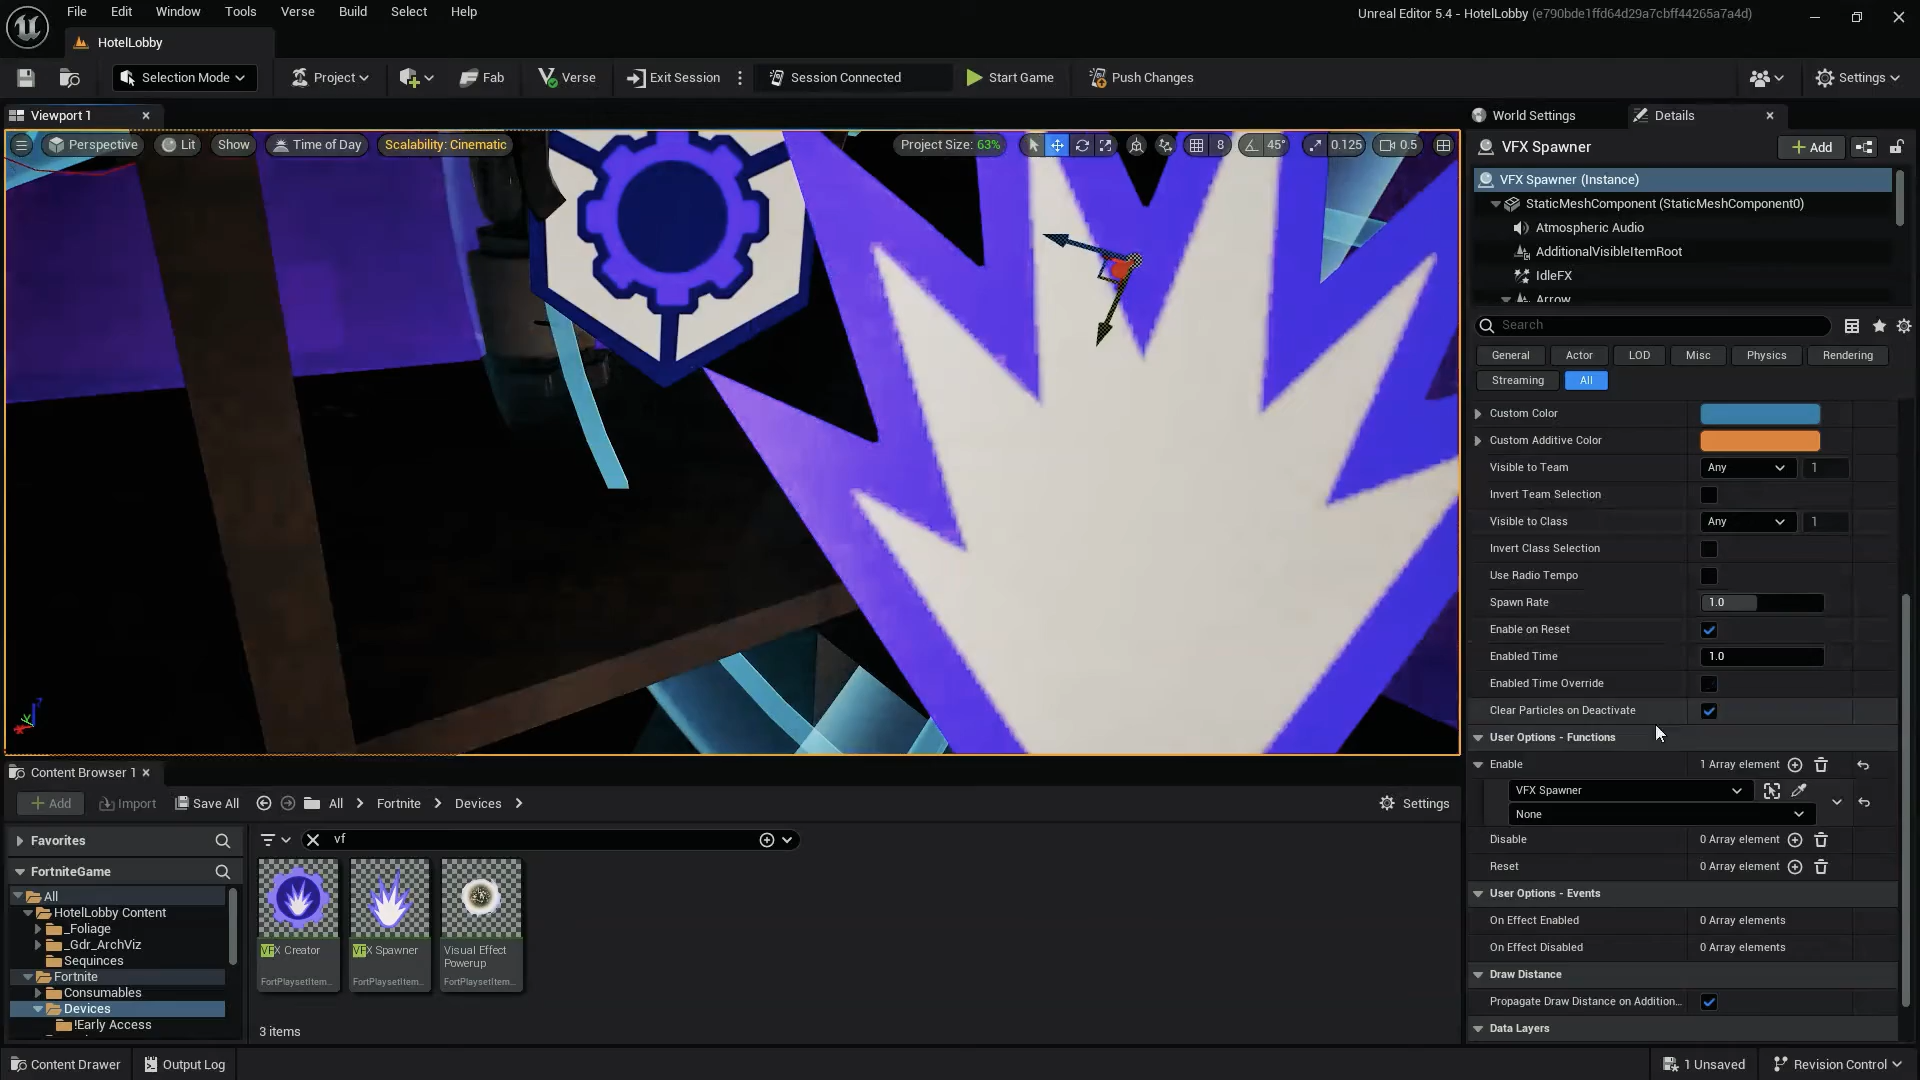 File Edit Window Tools Verse Build Select Help
Unreal Editor 5.4 - HotelLobby (e790bde1ffd64d29a7cbff44265a7a4d)
HotelLobby
Selection Mode Project Fab Verse Exit Session Session Connected Start Game Push Changes Settings
Viewport 1
World Settings Details
Perspective Lit Show Time of Day Scalability: Cinematic Project Size: 63% 8 45° 0.125 0.5
VFX Spawner
Add
VFX Spawner (Instance)
StaticMeshComponent (StaticMeshComponent0)
Atmospheric Audio
AdditionalVisibleItemRoot
IdleFX
Arrow
Search
General Actor LOD Misc Physics Rendering
Streaming All
Custom Color
Custom Additive Color
Visible to Team Any 1
Invert Team Selection
Visible to Class Any 1
Invert Class Selection
Use Radio Tempo
Spawn Rate 1.0
Enable on Reset
Enabled Time 1.0
Enabled Time Override
Clear Particles on Deactivate
User Options - Functions
Enable 1 Array element
VFX Spawner
None
Disable 0 Array element
Reset 0 Array element
User Options - Events
On Effect Enabled 0 Array elements
On Effect Disabled 0 Array elements
Draw Distance
Propagate Draw Distance on Addition...
Data Layers
Content Browser 1
Add Import Save All All Fortnite Devices Settings
Favorites
vf
FortniteGame
All
HotelLobby Content
_Foliage
_Gdr_ArchViz
Sequinces
Fortnite
Consumables
Devices
!Early Access
VFX Creator
FortPlaysetItem...
VFX Spawner
FortPlaysetItem...
Visual Effect
Powerup
FortPlaysetItem...
3 items
Content Drawer Output Log 1 Unsaved Revision Control